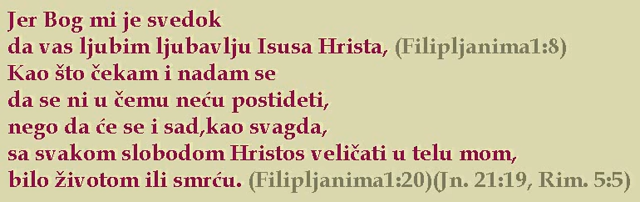 Jer Bog mi je svedok
da vas ljubim ljubavlju Isusa Hrista, (Filipljanima1:8)
Kao što čekam i nadam se
da se ni u čemu neću postideti,
nego da će se i sad,kao svagda,
sa svakom slobodom Hristos veličati u telu mom,
bilo životom ili smrću. (Filipljanima1:20)(Jn. 21:19, Rim. 5:5)